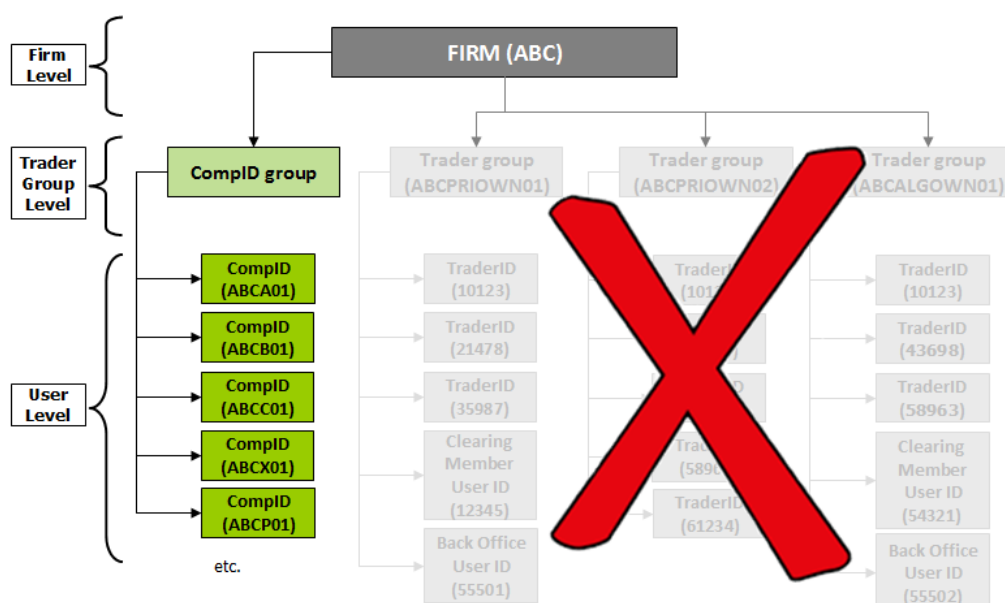 Firm
Level
FIRM (ABC)
Trader
Group
Level
CompID group
Trader group
(ABCPRIOWN01)
Trader group
(ABCPRIOWN02)
Trader group
(ABCALGOWN01)
User
Level
CompID
(ABCA01)
CompID
(ABCB01)
CompID
(ABCC01)
CompID
(ABCX01)
CompID
(ABCP01)
etc.
TraderID
(10123)
TraderID
(21478)
TraderID
(35987)
Clearing
Member
User ID
(12345)
Back Office
User ID
(55501)
TraderID
TraderID
(61234)
TraderID
(10123)
TraderID
(43698)
TraderID
(58963)
Clearing
Member
User ID
(54321)
Back Office
User ID
(55502)